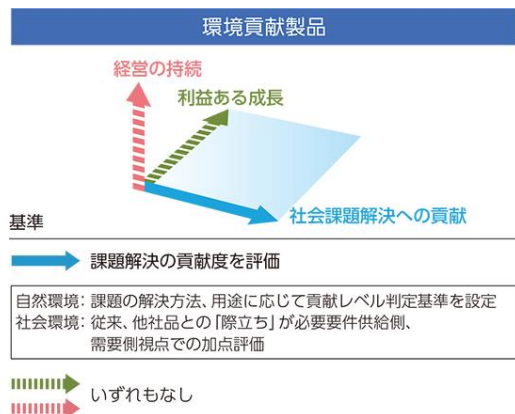 環境貢献製品
経営の持続
利益ある成長
社会課題解決への貢献
基準
課題解決の貢献度を評価
自然環境：課題の解決方法、用途に応じて貢献レベル判定基準を設定
社会環境：従来、他社品との「際立ち」が必要要件供給側、
需要側視点での加点評価
いずれもなし